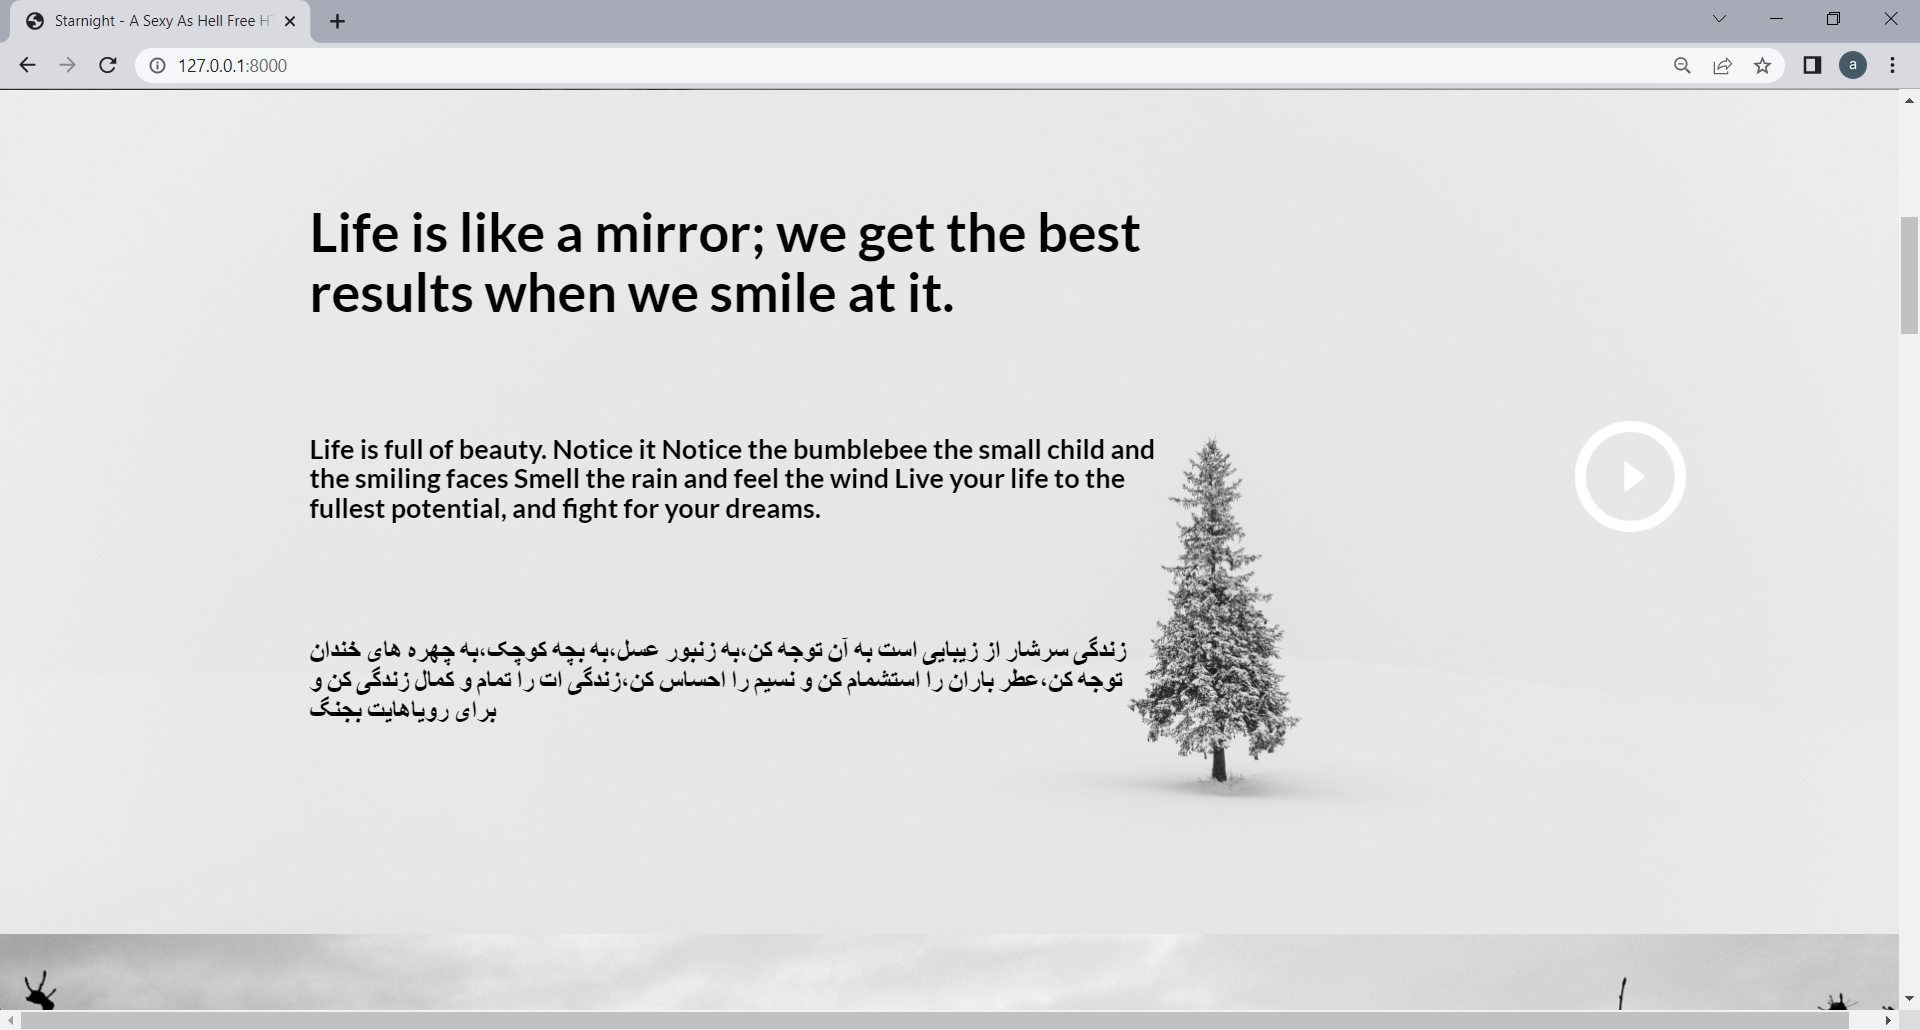 Starnight - A Sexy As Hell Free HT
127.0.0.1:8000
a
Life is like a mirror; we get the best
results when we smile at it.
Life is full of beauty. Notice it Notice the bumblebee the small child and
the smiling faces Smell the rain and feel the wind Live your life to the
fullest potential, and fight for your dreams.
زندگی سرشار از زیبایی است به آن توجه کن،به زنبور عسل،به بچه کوچک،به چهره های خندان
توجه کن،عطر باران را استشمام کن و نسیم را احساس کن،زندگی ات را تمام و کمال زندگی کن و
برای رویاهایت بجنگ